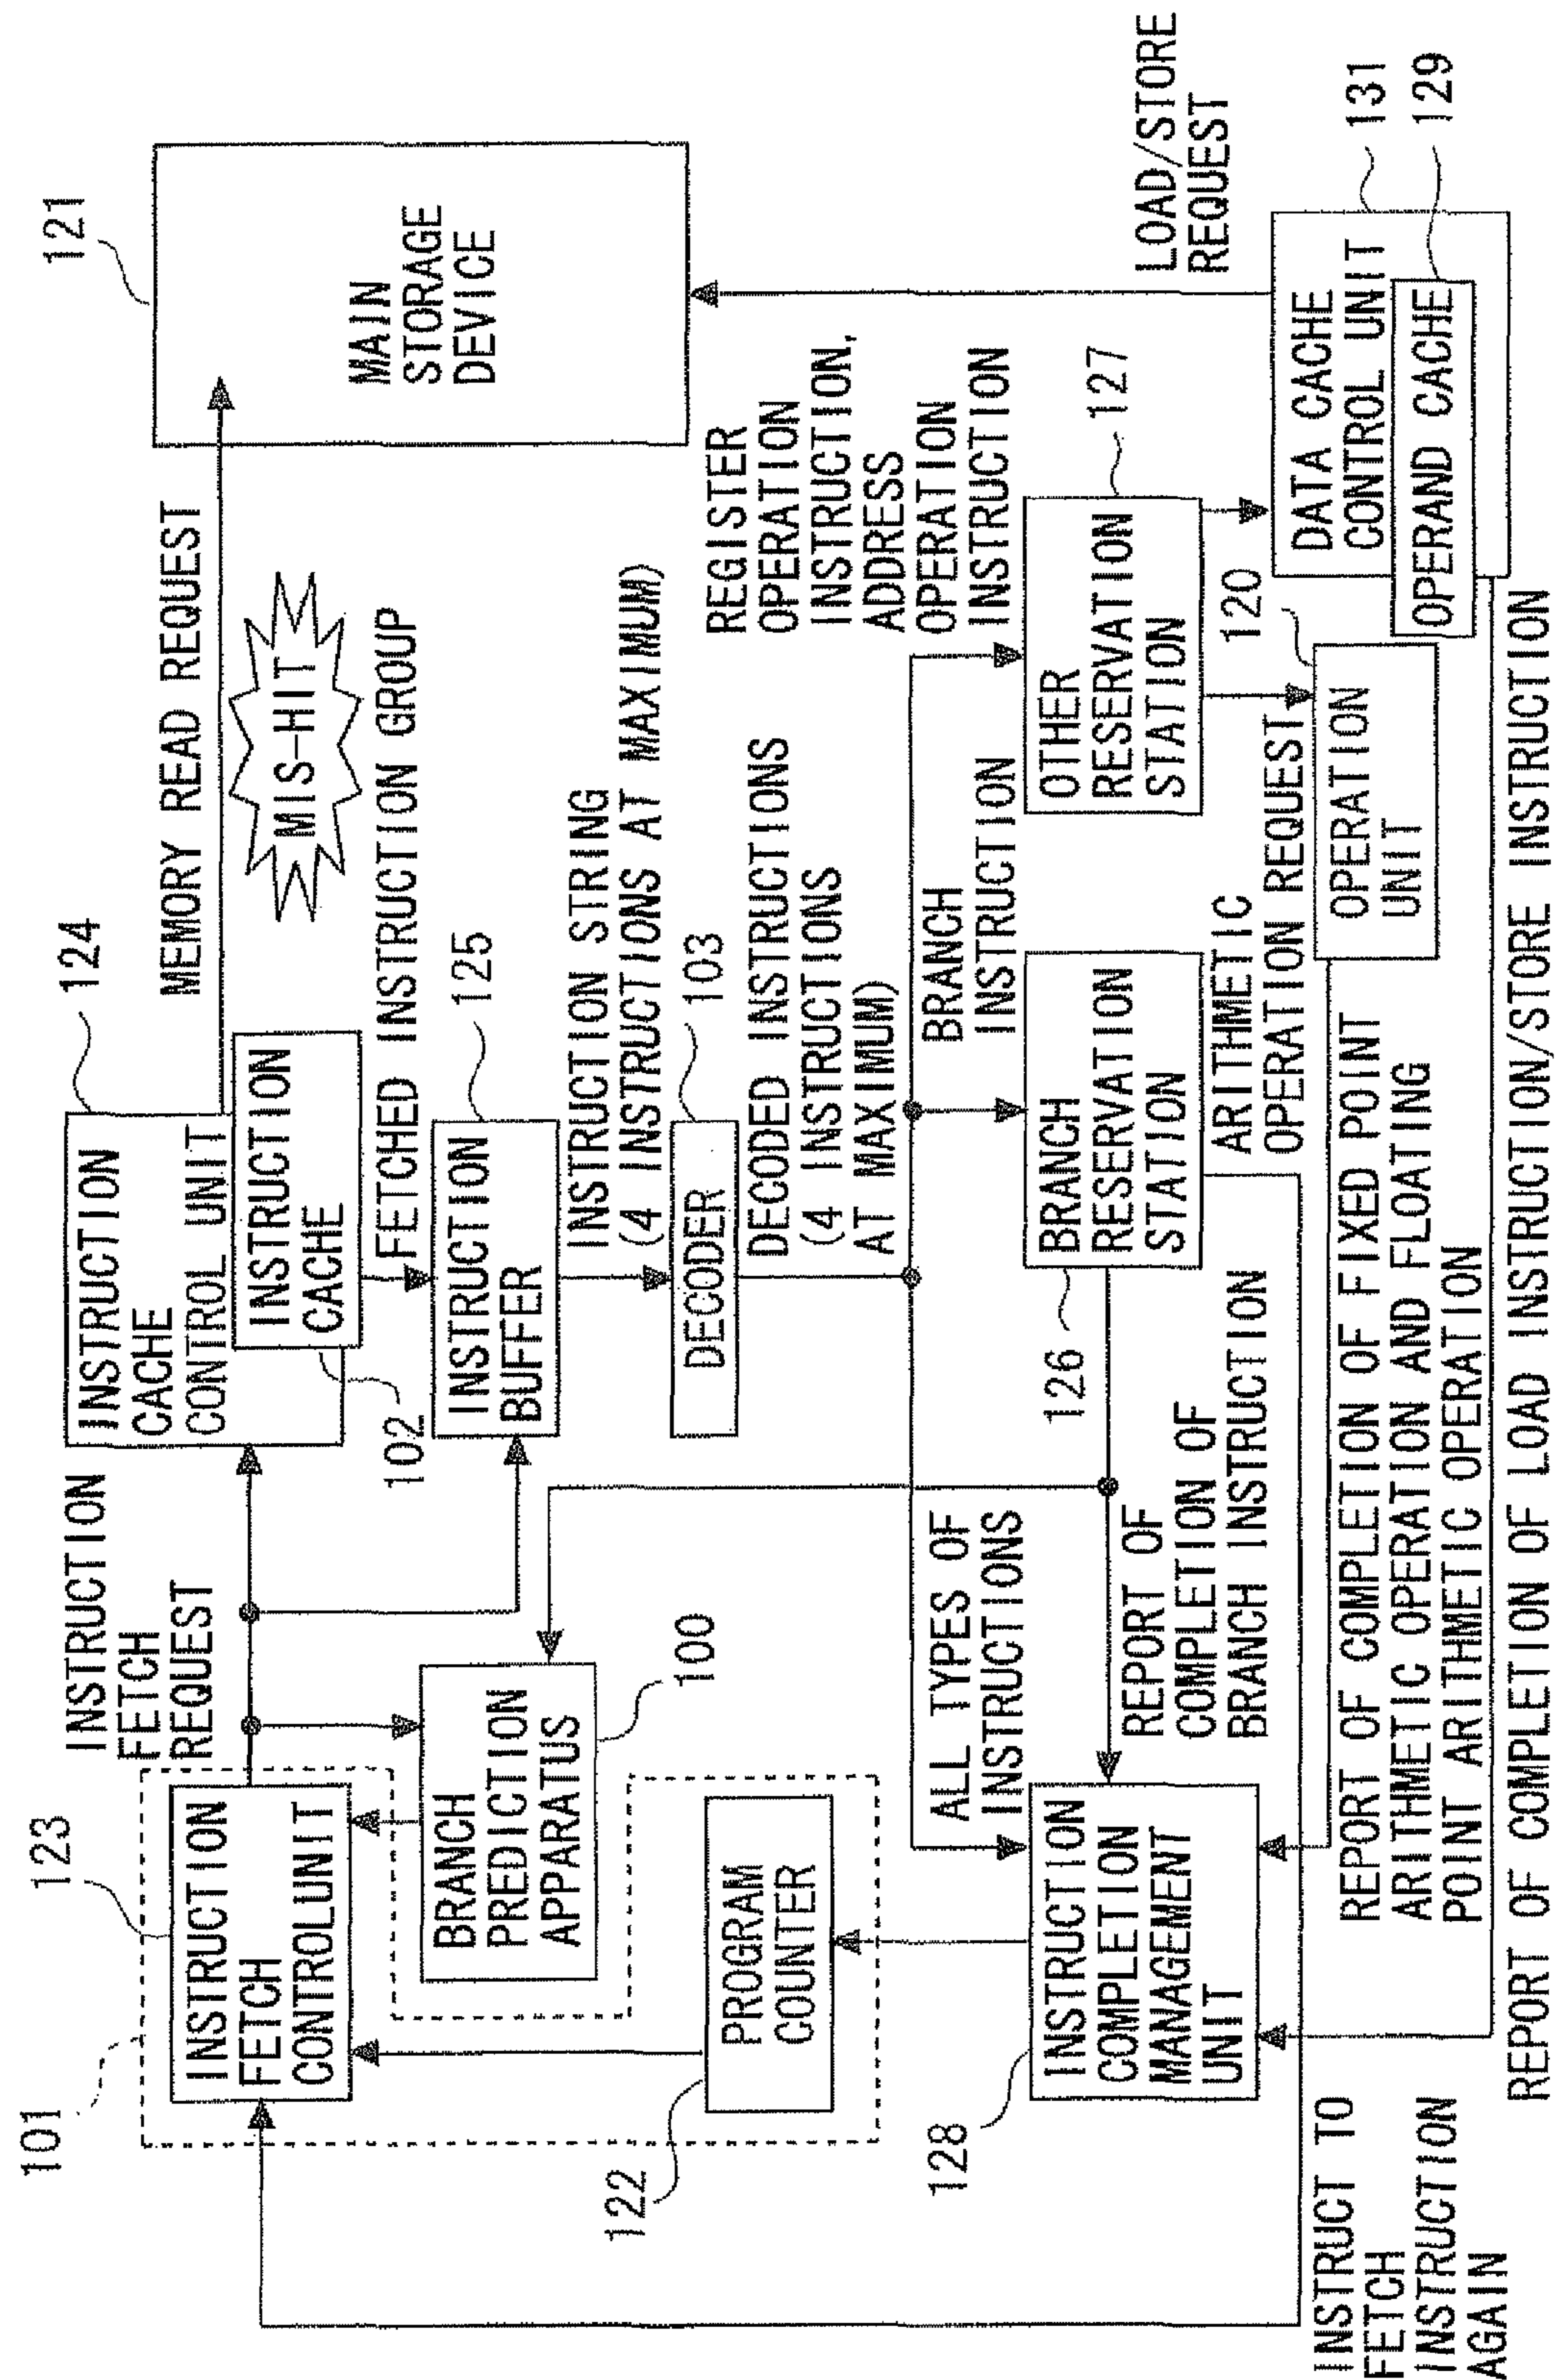 101
123
INSTRUCTION
FETCH
CONTROLUNIT
INSTRUCTION
FETCH
REQUEST
124
INSTRUCTION
CACHE
CONTROL UNIT
INSTRUCTION
CACHE
102
MEMORY READ REQUEST
MIS-HIT
121
MAIN
STORAGE
DEVICE
FETCHED INSTRUCTION GROUP
BRANCH
PREDICTION
APPARATUS
100
INSTRUCTION
BUFFER
125
INSTRUCTION STRING
(4 INSTRUCTIONS AT MAXIMUM)
122
PROGRAM
COUNTER
DECODER
103
DECODED INSTRUCTIONS
(4 INSTRUCTIONS
AT MAXIMUM)
REGISTER
OPERATION
INSTRUCTION,
ADDRESS
OPERATION
INSTRUCTION
ALL TYPES OF
INSTRUCTIONS
BRANCH
INSTRUCTION
128
INSTRUCTION
COMPLETION
MANAGEMENT
UNIT
REPORT OF
COMPLETION OF
BRANCH INSTRUCTION
126
BRANCH
RESERVATION
STATION
OTHER
RESERVATION
STATION
127
LOAD/STORE
REQUEST
ARITHMETIC
OPERATION REQUEST
120
OPERATION
UNIT
DATA CACHE
CONTROL UNIT
131
OPERAND CACHE
129
INSTRUCT TO
FETCH
INSTRUCTION
AGAIN
REPORT OF COMPLETION OF FIXED POINT
ARITHMETIC OPERATION AND FLOATING
POINT ARITHMETIC OPERATION
REPORT OF COMPLETION OF LOAD INSTRUCTION/STORE INSTRUCTION